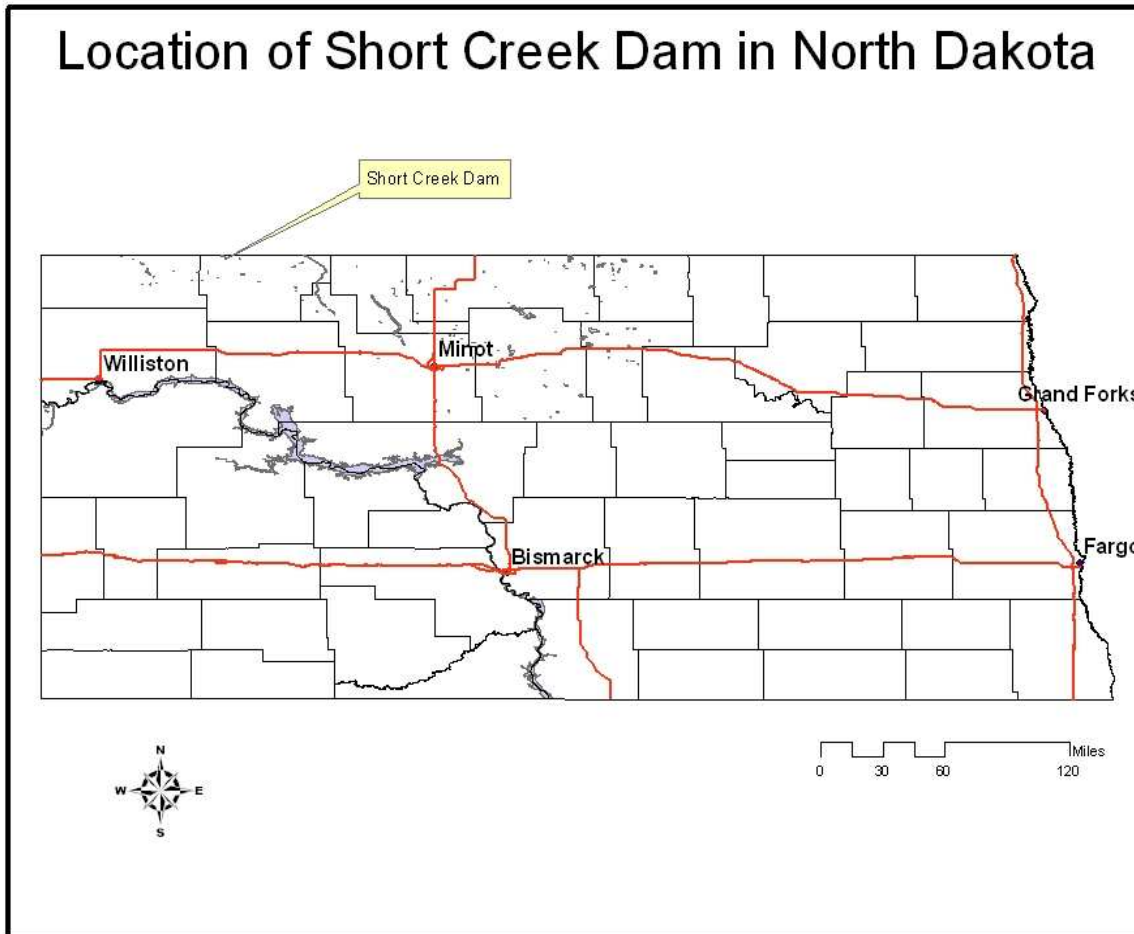 Location of Short Creek Dam in North Dakota
Short Creek Dam
Minot
Williston
Grand Forks
Bismarck
Fargo
N
W E
S
Miles
0 30 60 120